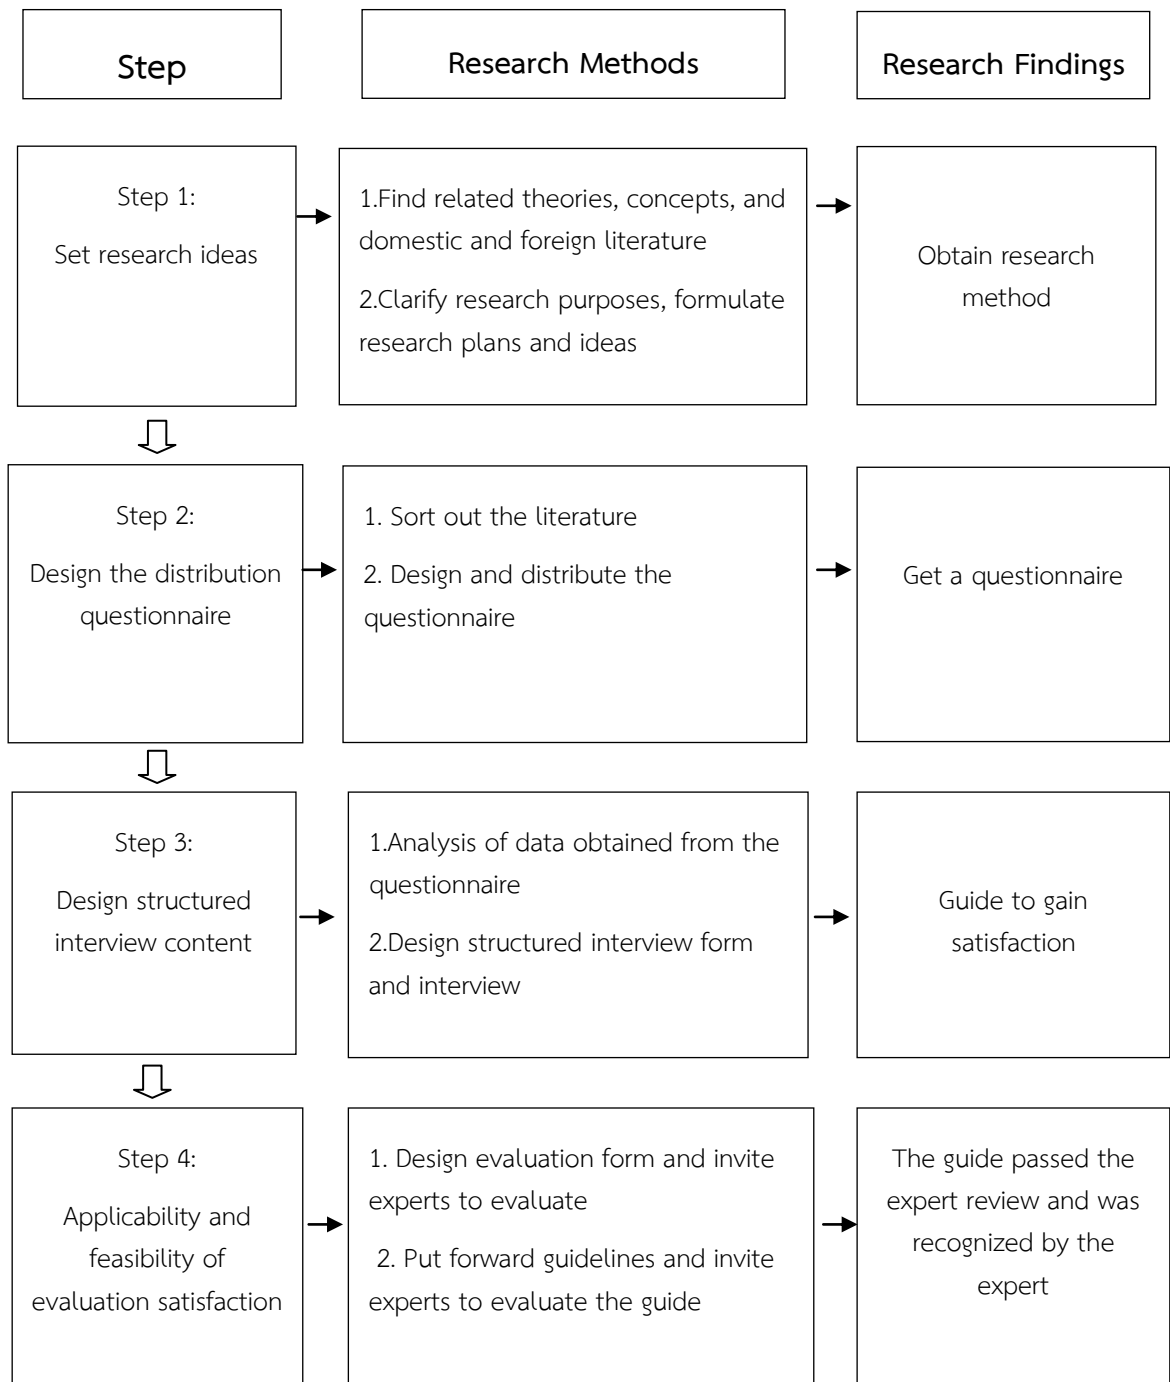 Step
Research Methods
Research Findings
Step 1:
Set research ideas
1.Find related theories, concepts, and
domestic and foreign literature
2.Clarify research purposes, formulate
research plans and ideas
Obtain research
method
Step 2:
Design the distribution
questionnaire
1. Sort out the literature
2. Design and distribute the
questionnaire
Get a questionnaire
Step 3:
Design structured
interview content
1.Analysis of data obtained from the
questionnaire
2.Design structured interview form
and interview
Guide to gain
satisfaction
Step 4:
Applicability and
feasibility of
evaluation satisfaction
1. Design evaluation form and invite
experts to evaluate
2. Put forward guidelines and invite
experts to evaluate the guide
The guide passed the
expert review and was
recognized by the
expert